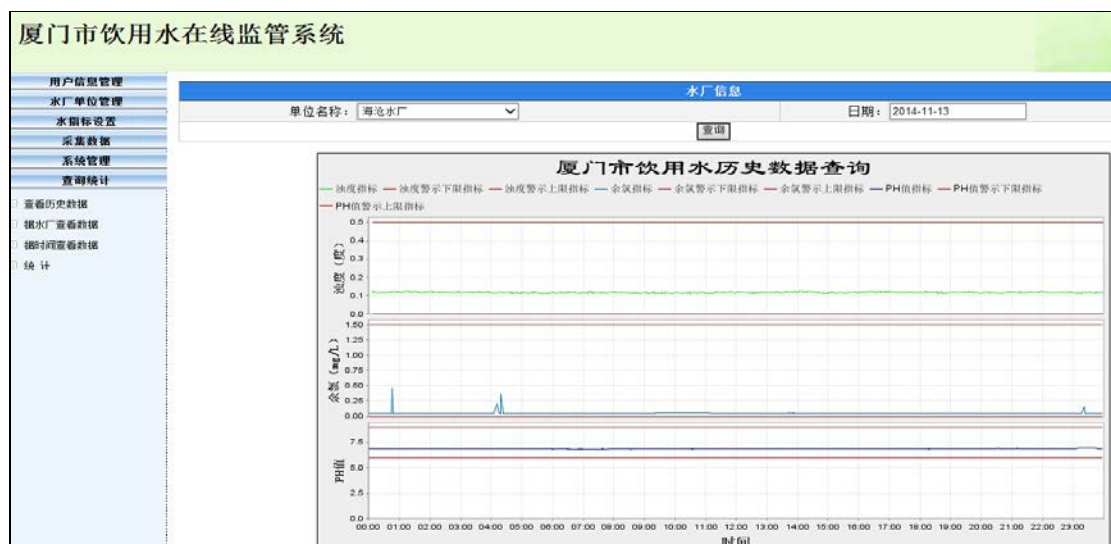 厦门市饮用水在线监管系统
用户信息管理
水厂单位管理
水指标设置
采集数据
系统管理
查询统计
查看历史数据
据水厂查看数据
据时间查看数据
统 计
水厂信息
单位名称： 海沧水厂 日期： 2014-11-13
查询
厦门市饮用水历史数据查询
浊度指标 浊度警示下限指标 浊度警示上限指标 余氯指标 余氯警示下限指标 余氯警示上限指标 PH值指标 PH值警示下限指标
PH值警示上限指标
浊度（度）
0.5
0.4
0.3
0.2
0.1
0.0
余氯（mg/L）
1.50
1.25
1.00
0.75
0.50
0.25
0.00
PH值
7.5
5.0
2.5
0.0
00:00 01:00 02:00 03:00 04:00 05:00 06:00 07:00 08:00 09:00 10:00 11:00 12:00 13:00 14:00 15:00 16:00 17:00 18:00 19:00 20:00 21:00 22:00 23:00
时间